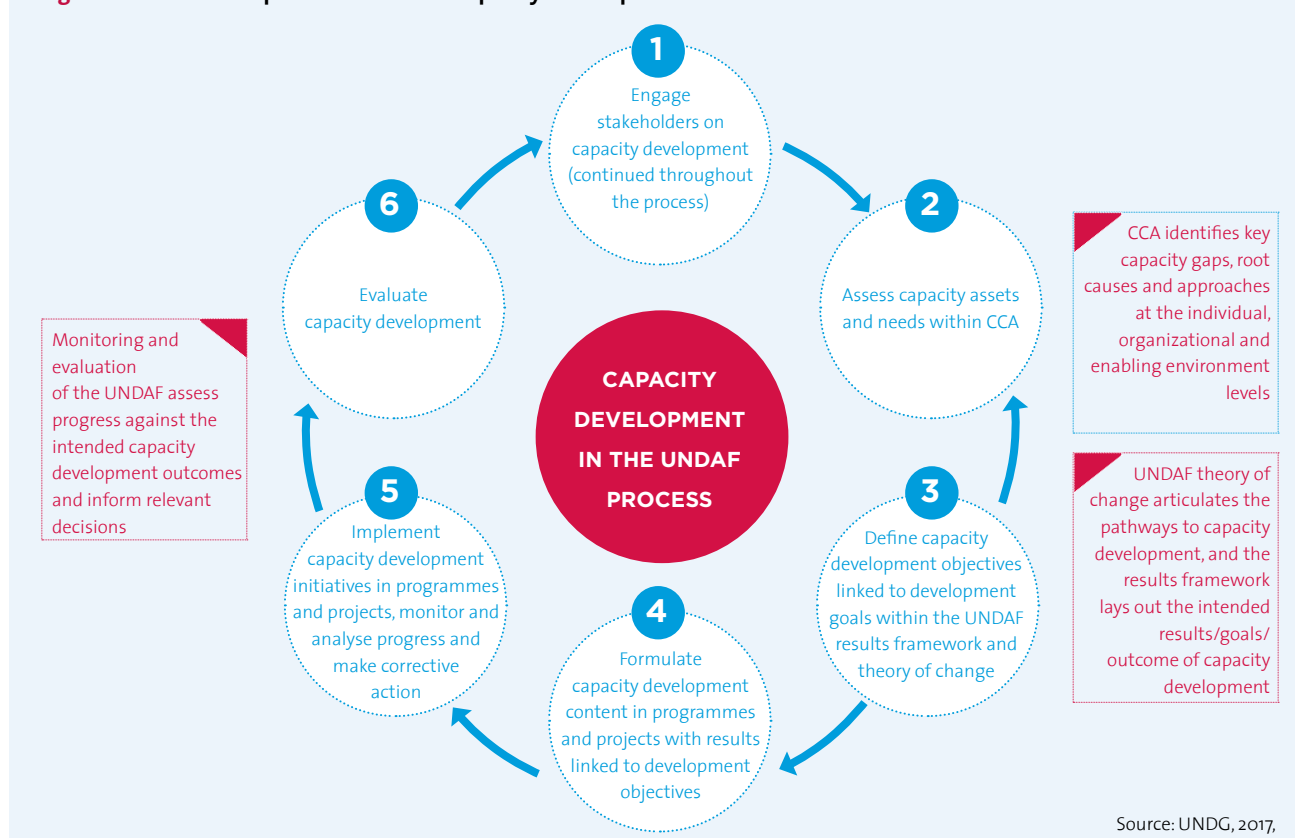 1
Engage
stakeholders on
capacity development
(continued throughout
the process)
2
Assess capacity assets
and needs within CCA
CCA identifies key
capacity gaps, root
causes and approaches
at the individual,
organizational and
enabling environment
levels
3
Define capacity
development objectives
linked to development
goals within the UNDAF
results framework and
theory of change
UNDAF theory of
change articulates the
pathways to capacity
development, and the
results framework
lays out the intended
results/goals/
outcome of capacity
development
4
Formulate
capacity development
content in programmes
and projects with results
linked to development
objectives
5
Implement
capacity development
initiatives in programmes
and projects, monitor and
analyse progress and
make corrective
action
6
Evaluate
capacity development
Monitoring and
evaluation
of the UNDAF assess
progress against the
intended capacity
development outcomes
and inform relevant
decisions
CAPACITY
DEVELOPMENT
IN THE UNDAF
PROCESS
Source: UNDG, 2017,